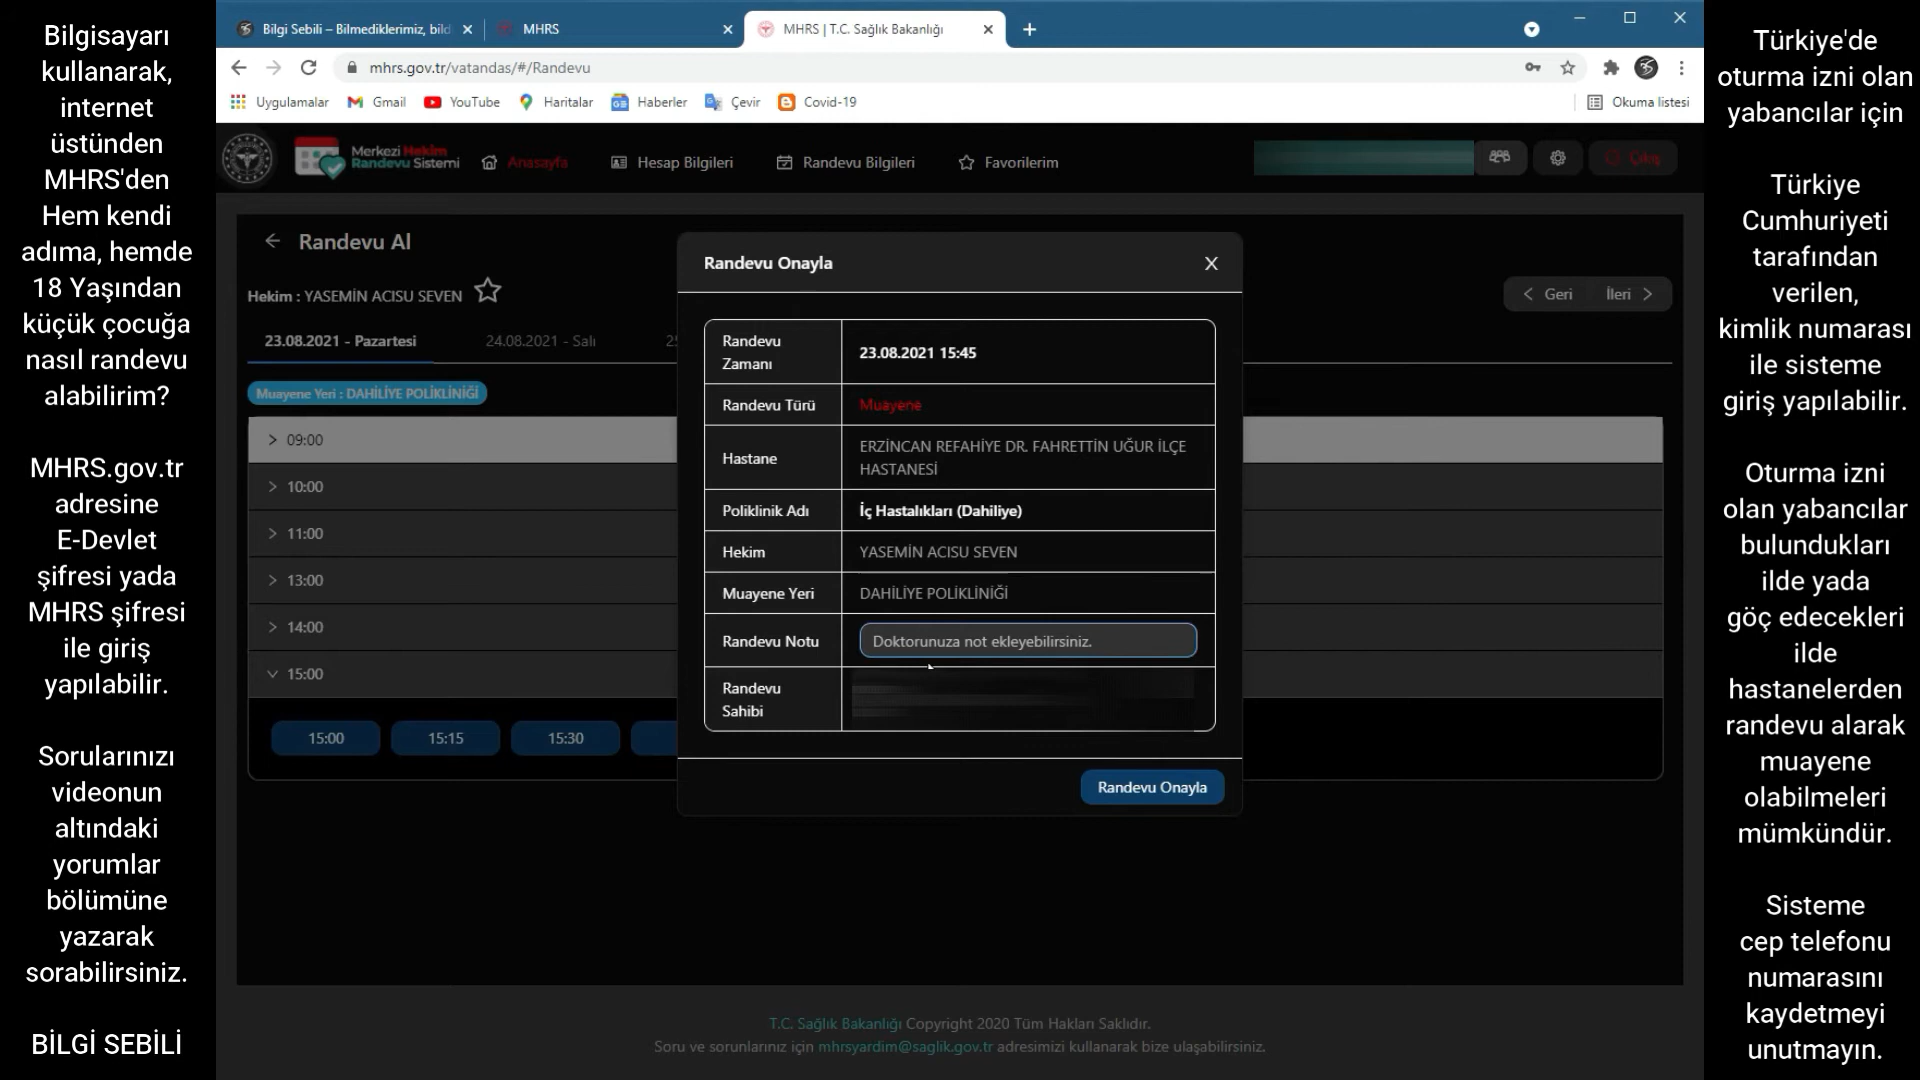 Bilgisayarı
kullanarak,
internet
üstünden
MHRS'den
Hem kendi
adıma, hemde
18 Yaşından
küçük çocuğa
nasıl randevu
alabilirim?
MHRS.gov.tr
adresine
E-Devlet
şifresi yada
MHRS şifresi
ile giriş
yapılabilir.
Sorularınızı
videonun
altındaki
yorumlar
bölümüne
yazarak
sorabilirsiniz.
BİLGİ SEBİLİ
Bilgi Sebili – Bilmediklerimiz, bild
MHRS
MHRS | T.C. Sağlık Bakanlığı
mhrs.gov.tr/vatandas/#/Randevu
Uygulamalar
Gmail
YouTube
Haritalar
Haberler
Çevir
Covid-19
Okuma listesi
Merkezi Hekim
Randevu Sistemi
Anasayfa
Hesap Bilgileri
Randevu Bilgileri
Favorilerim
Çıkış
Randevu Al
Hekim : YASEMİN ACISU SEVEN
Geri
İleri
23.08.2021 - Pazartesi
24.08.2021 - Salı
25
Muayene Yeri : DAHİLİYE POLİKLİNİĞİ
09:00
10:00
11:00
13:00
14:00
15:00
15:00
15:15
15:30
Randevu Onayla
X
Randevu
Zamanı
23.08.2021 15:45
Randevu Türü
Muayene
Hastane
ERZİNCAN REFAHİYE DR. FAHRETTİN UĞUR İLÇE
HASTANESİ
Poliklinik Adı
İç Hastalıkları (Dahiliye)
Hekim
YASEMİN ACISU SEVEN
Muayene Yeri
DAHİLİYE POLİKLİNİĞİ
Randevu Notu
Doktorunuza not ekleyebilirsiniz.
Randevu
Sahibi
Randevu Onayla
T.C. Sağlık Bakanlığı Copyright 2020 Tüm Hakları Saklıdır.
Soru ve sorunlarınız için mhrsyardim@saglik.gov.tr adresimizi kullanarak bize ulaşabilirsiniz.
Türkiye'de
oturma izni olan
yabancılar için
Türkiye
Cumhuriyeti
tarafından
verilen,
kimlik numarası
ile sisteme
giriş yapılabilir.
Oturma izni
olan yabancılar
bulundukları
ilde yada
göç edecekleri
ilde
hastanelerden
randevu alarak
muayene
olabilmeleri
mümkündür.
Sisteme
cep telefonu
numarasını
kaydetmeyi
unutmayın.